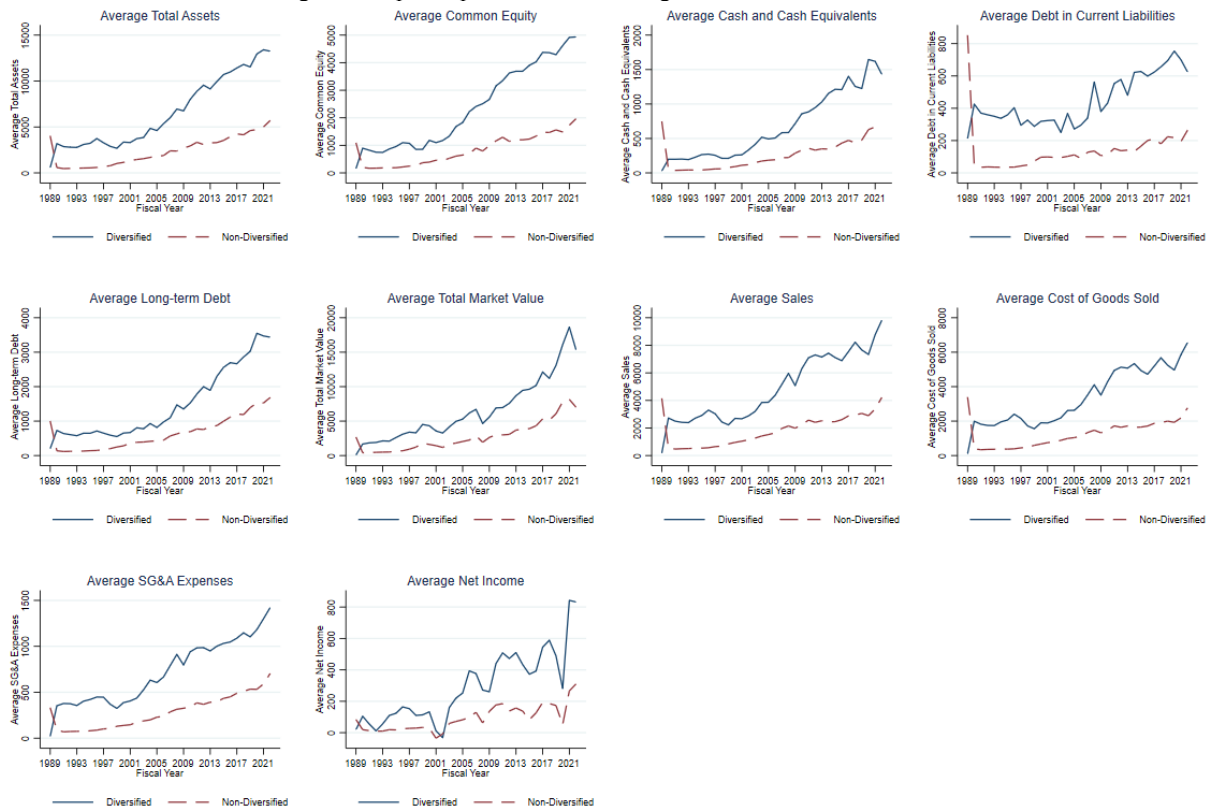 Average Total Assets
Average Total Assets
0 5000 10000 15000
1989 1993 1997 2001 2005 2009 2013 2017 2021
Fiscal Year
Diversified Non-Diversified
Average Common Equity
Average Common Equity
0 1000 2000 3000 4000 5000
1989 1993 1997 2001 2005 2009 2013 2017 2021
Fiscal Year
Diversified Non-Diversified
Average Cash and Cash Equivalents
Average Cash and Cash Equivalents
0 500 1000 1500 2000
1989 1993 1997 2001 2005 2009 2013 2017 2021
Fiscal Year
Diversified Non-Diversified
Average Debt in Current Liabilities
Average Debt in Current Liabilities
0 200 400 600 800
1989 1993 1997 2001 2005 2009 2013 2017 2021
Fiscal Year
Diversified Non-Diversified
Average Long-term Debt
Average Long-term Debt
0 1000 2000 3000 4000
1989 1993 1997 2001 2005 2009 2013 2017 2021
Fiscal Year
Diversified Non-Diversified
Average Total Market Value
Average Total Market Value
0 5000 10000 15000 20000
1989 1993 1997 2001 2005 2009 2013 2017 2021
Fiscal Year
Diversified Non-Diversified
Average Sales
Average Sales
0 2000 4000 6000 8000 10000
1989 1993 1997 2001 2005 2009 2013 2017 2021
Fiscal Year
Diversified Non-Diversified
Average Cost of Goods Sold
Average Cost of Goods Sold
0 2000 4000 6000 8000
1989 1993 1997 2001 2005 2009 2013 2017 2021
Fiscal Year
Diversified Non-Diversified
Average SG&A Expenses
Average SG&A Expenses
0 500 1000 1500
1989 1993 1997 2001 2005 2009 2013 2017 2021
Fiscal Year
Diversified Non-Diversified
Average Net Income
Average Net Income
0 200 400 600 800
1989 1993 1997 2001 2005 2009 2013 2017 2021
Fiscal Year
Diversified Non-Diversified